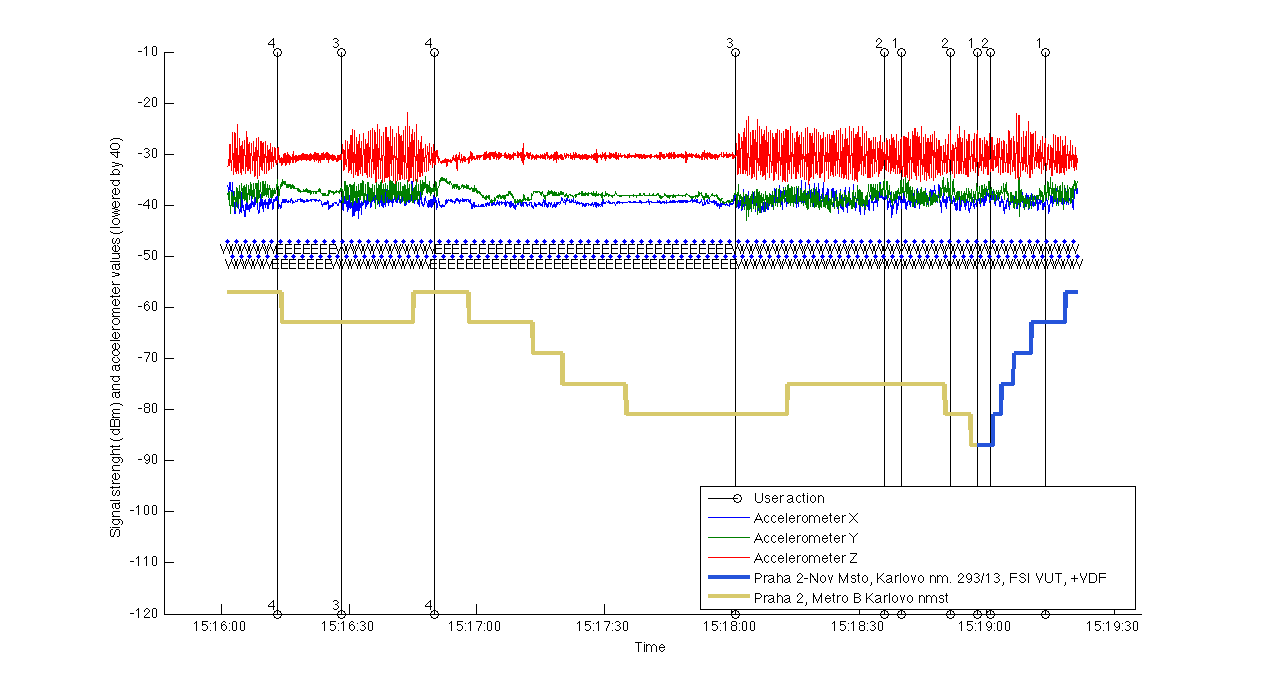 4 3 4 3 2 1 2 1 2 1
-10
-20
-30
-40
-50
-60
-70
-80
-90
-100
-110
-120
Signal strenght (dBm) and accelerometer values (lowered by 40)
User action
Accelerometer X
Accelerometer Y
Accelerometer Z
Praha 2-Nov Msto, Karlovo nm. 293/13, FSI VUT, +VDF
Praha 2, Metro B Karlovo nmst
4 3 4
15:16:00 15:16:30 15:17:00 15:17:30 15:18:00 15:18:30 15:19:00 15:19:30
Time